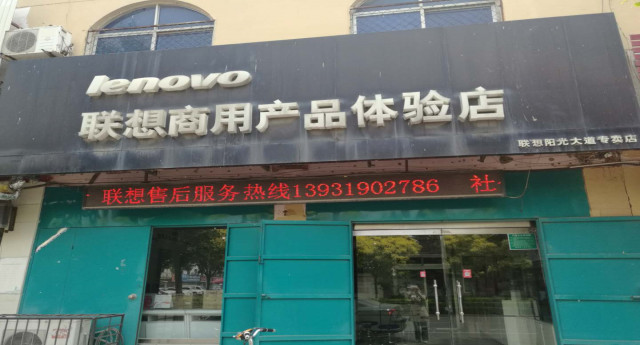 lenovo
联想商用产品体验店
联想阳光大道专卖店
联想售后服务热线13931902786 社